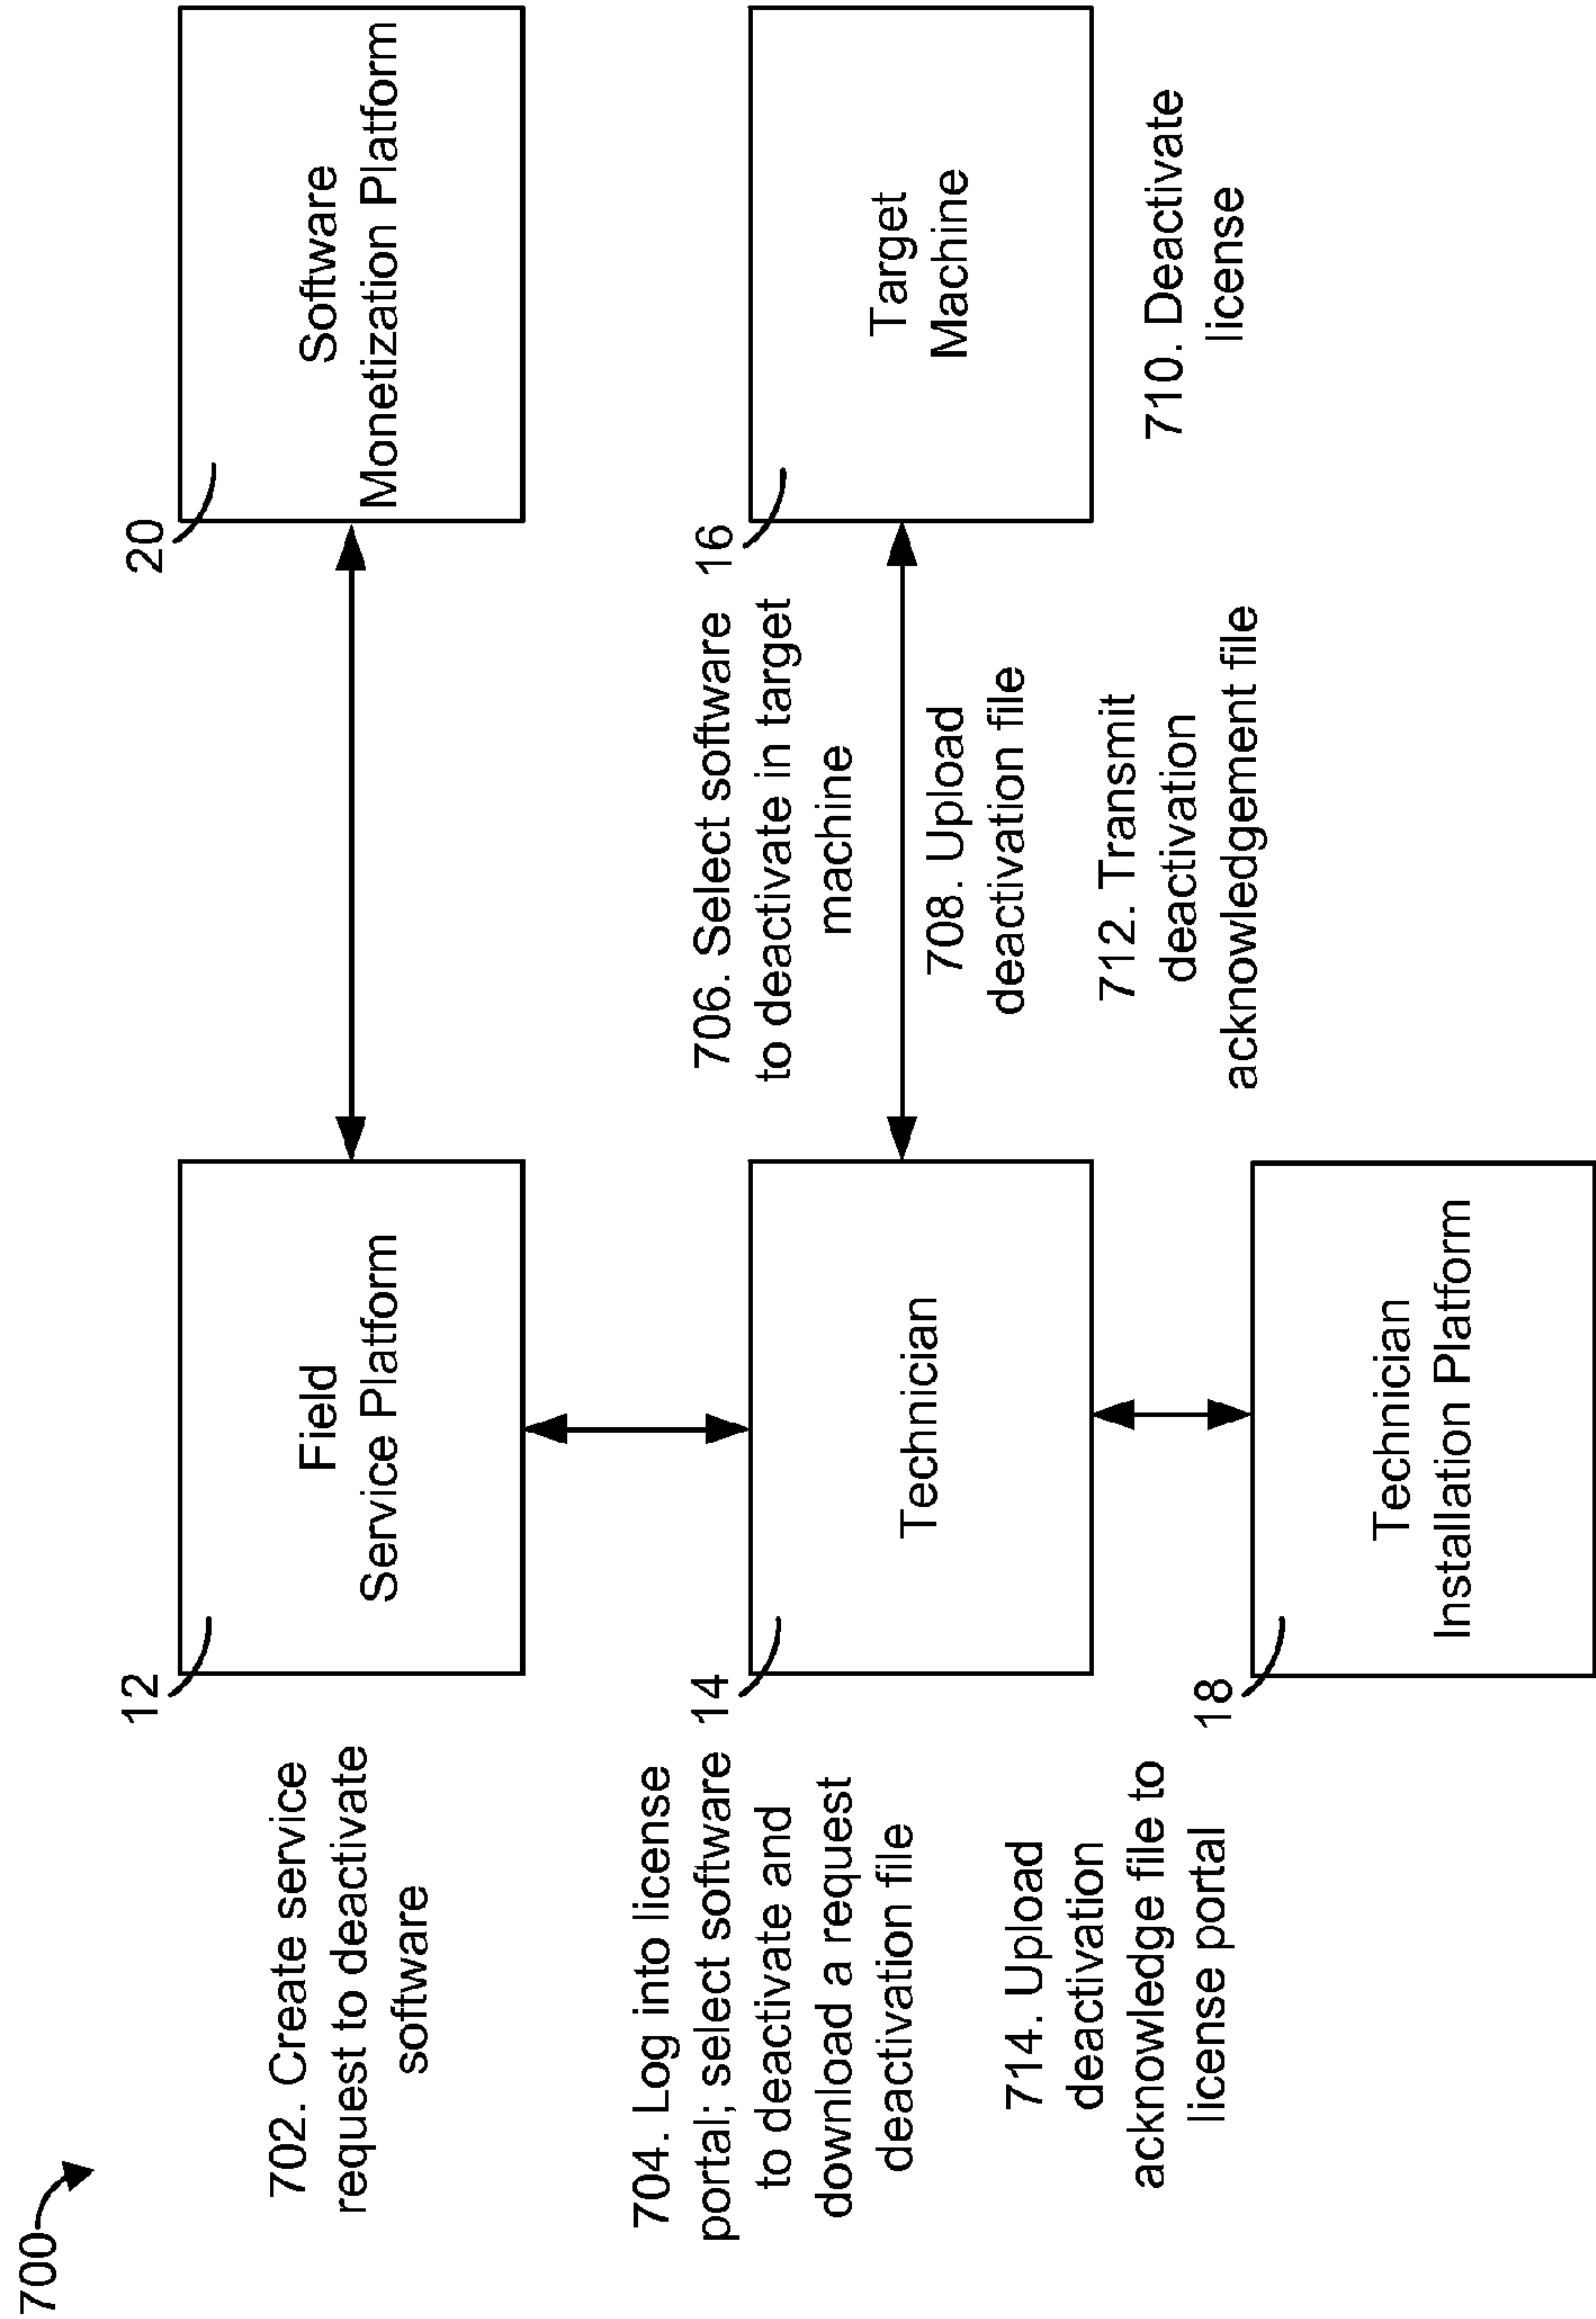 700
702. Create service
request to deactivate
software
12
Field
Service Platform
20
Software
Monetization Platform
704. Log into license
portal; select software
to deactivate and
download a request
deactivation file
14
Technician
706. Select software
to deactivate in target
machine
708. Upload
deactivation file
712. Transmit
deactivation
acknowledgement file
16
Target
Machine
710. Deactivate
license
714. Upload
deactivation
acknowledge file to
license portal
18
Technician
Installation Platform